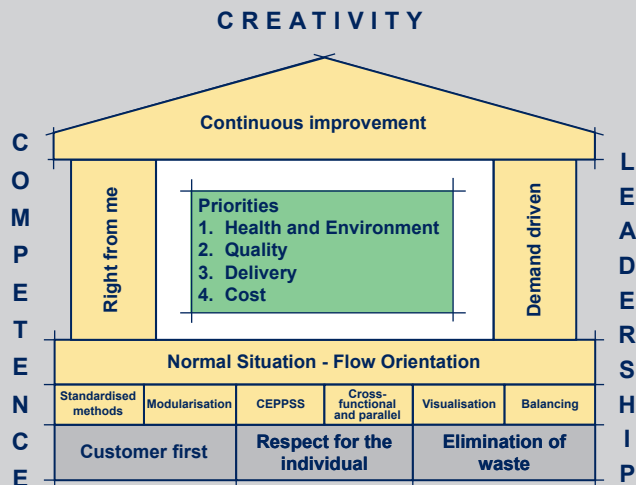 CREATIVITY
COMPETENCE
LEADERSHIP
Continuous improvement
Right from me
Priorities
1. Health and Environment
2. Quality
3. Delivery
4. Cost
Demand driven
Normal Situation - Flow Orientation
Standardised
methods
Modularisation
CEPPSS
Cross-
functional
and parallel
Visualisation
Balancing
Customer first
Respect for the
individual
Elimination of
waste